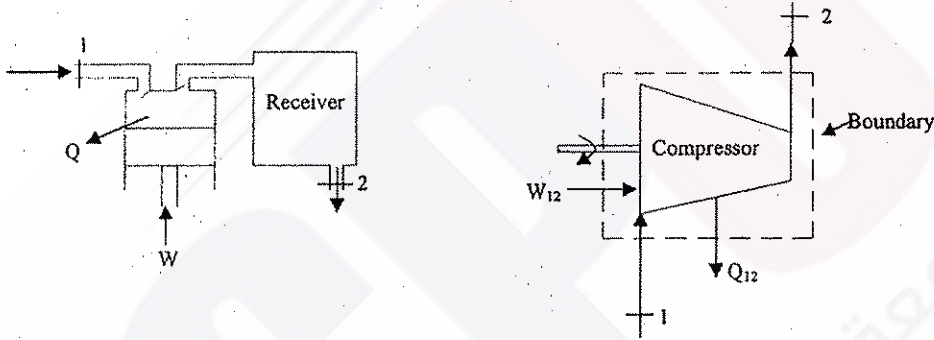 1
Receiver
Q
2
W
2
Boundary
Compressor
W₁₂
Q₁₂
1